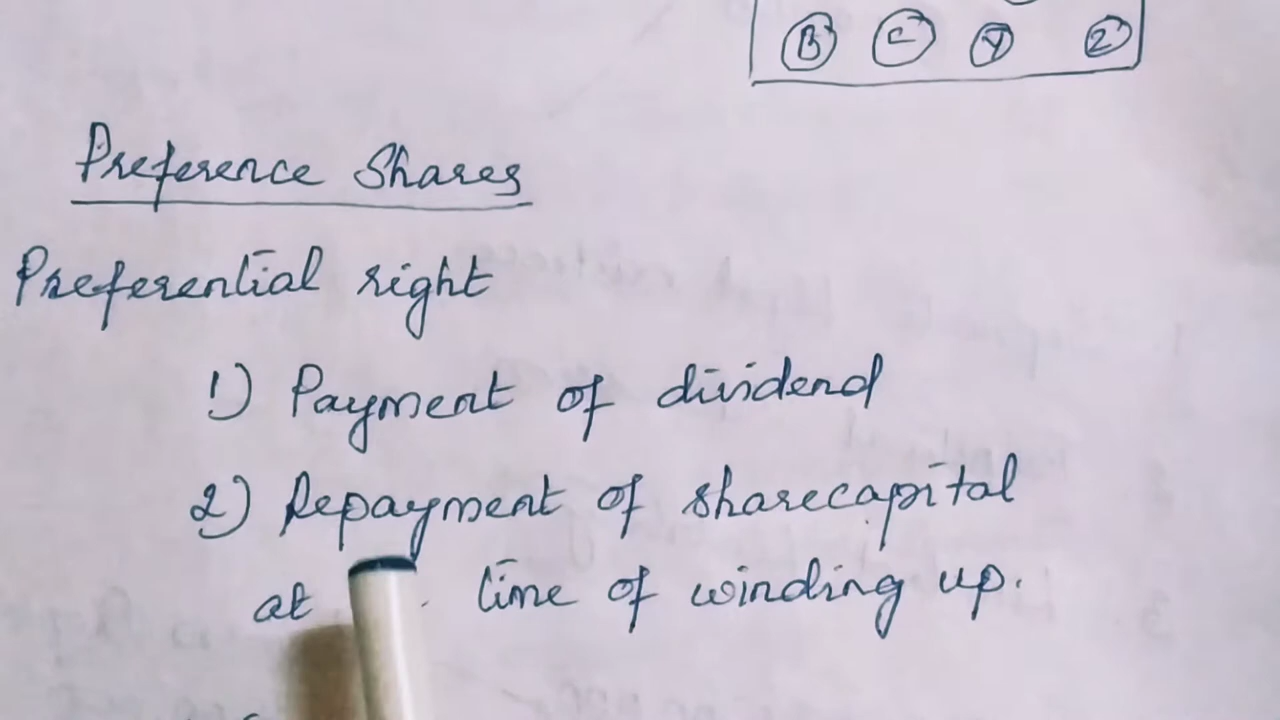 B C Y Z
Preference Shares
Preferential right
1) Payment of dividend
2) Repayment of sharecapital
at time of winding up.